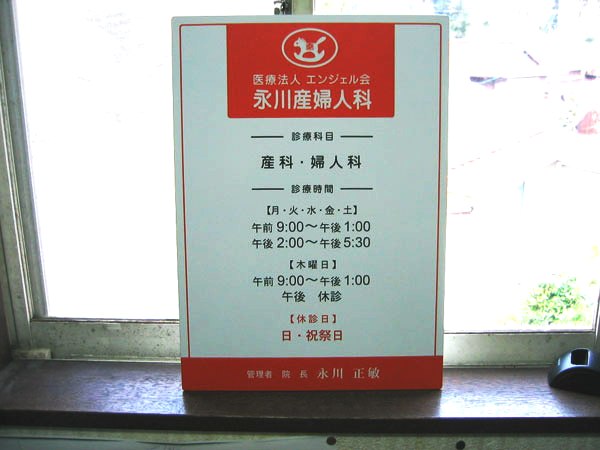 医療法人 エンジェル会
永川産婦人科
診療科目
産科・婦人科
診療時間
【月・火・水・金・土】
午前 9:00〜午後 1:00
午後 2:00〜午後 5:30
【木曜日】
午前 9:00〜午後 1:00
午後 休診
【休診日】
日・祝祭日
管理者 院長 永川 正敏